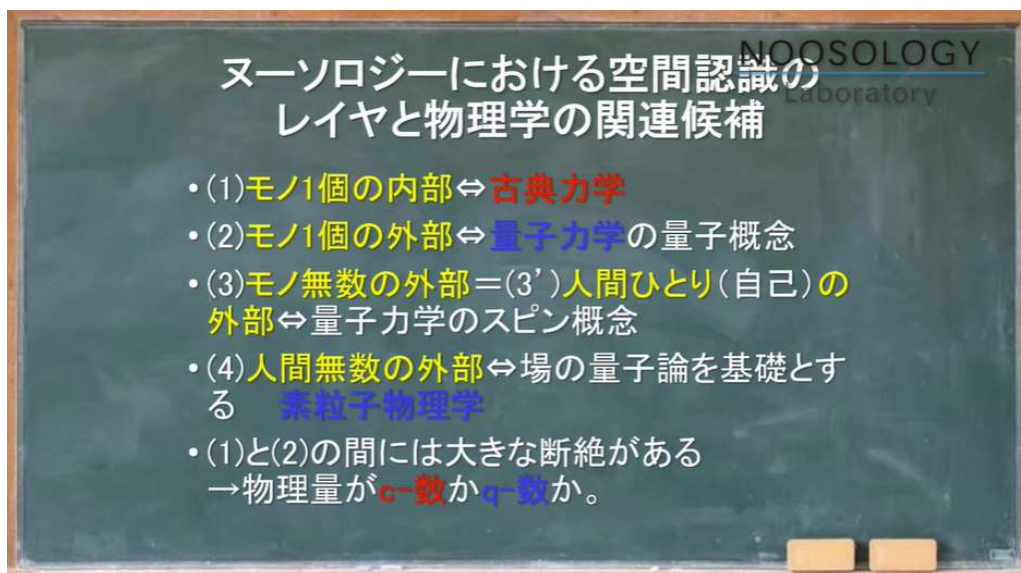 NOOSOLOGY
Laboratory
ヌーソロジーにおける空間認識の
レイヤと物理学の関連候補
•(1)モノ1個の内部⇔古典力学
•(2)モノ1個の外部⇔量子力学の量子概念
•(3)モノ無数の外部＝(3’)人間ひとり(自己)の
外部⇔量子力学のスピン概念
•(4)人間無数の外部⇔場の量子論を基礎とす
る　素粒子物理学
•(1)と(2)の間には大きな断絶がある
→物理量がc-数かq-数か。